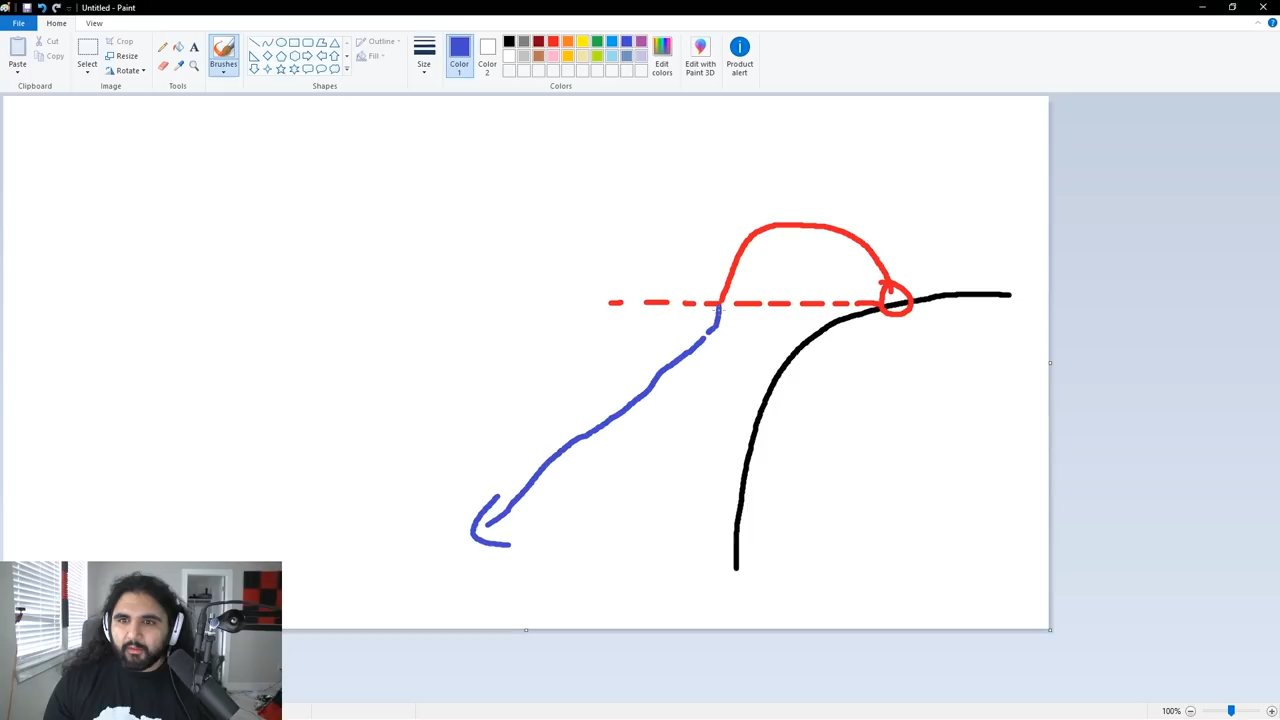 Untitled - Paint
File Home View
Paste
Cut
Copy
Clipboard
Select
Crop
Resize
Rotate
Image
A
Tools
Brushes
Outline
Fill
Shapes
Size
Color 1
Color 2
Edit colors
Edit with Paint 3D
Product alert
Colors
100%